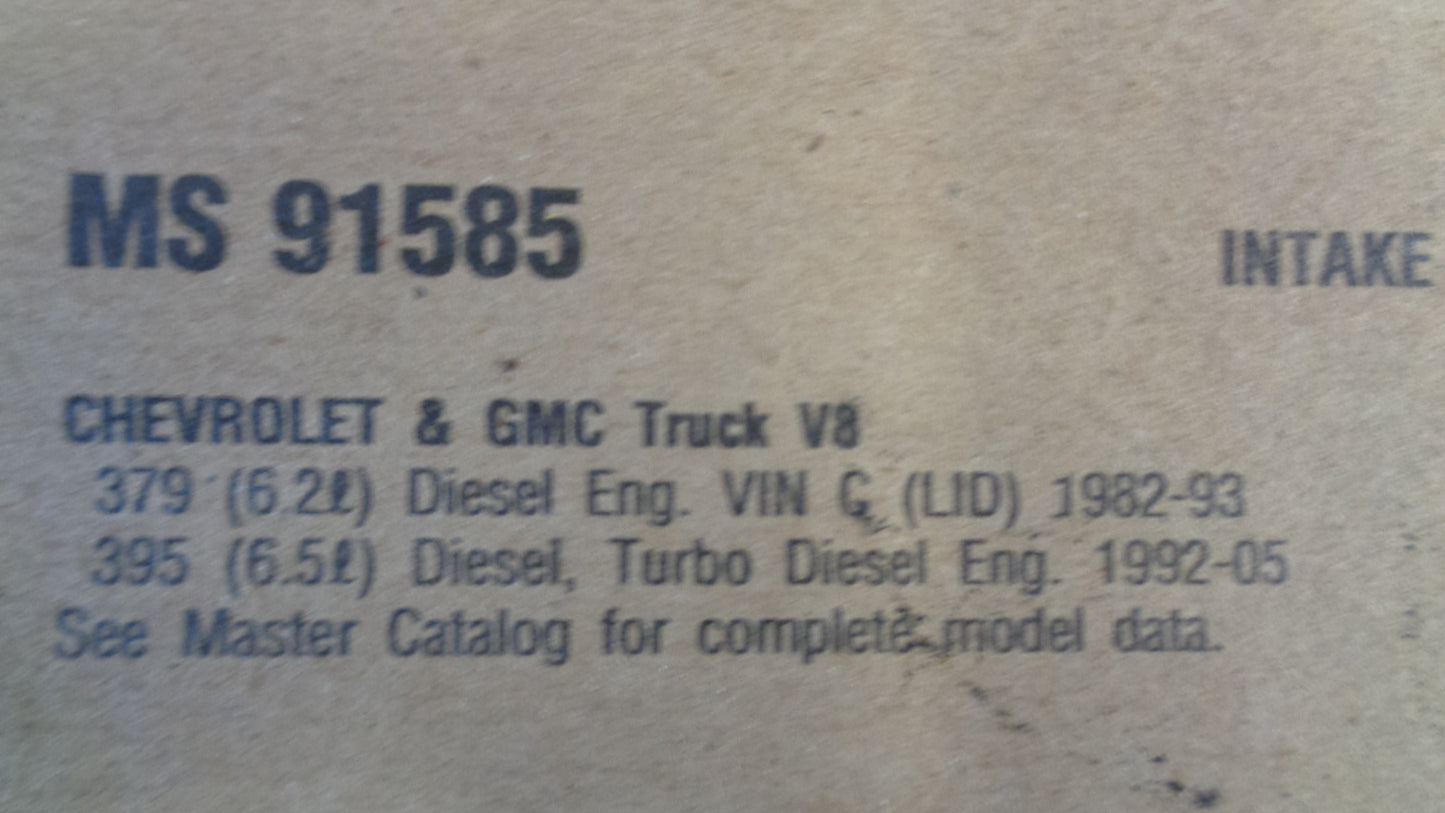 MS 91585
INTAKE
CHEVROLET & GMC Truck V8
379 (6.2ℓ) Diesel Eng. VIN C (LID) 1982-93
395 (6.5ℓ) Diesel, Turbo Diesel Eng. 1992-05
See Master Catalog for complete model data.